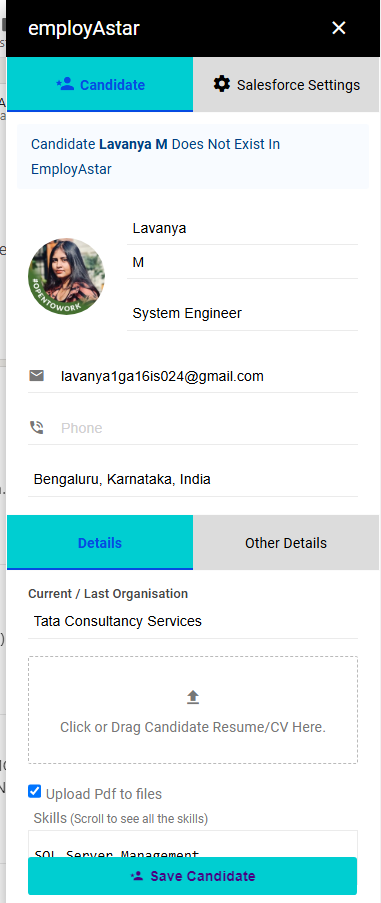 employAstar
Candidate
Salesforce Settings
Candidate Lavanya M Does Not Exist In
EmployAstar
Lavanya
M
#OPENTOWORK
System Engineer
lavanya1ga16is024@gmail.com
Phone
Bengaluru, Karnataka, India
Details
Other Details
Current / Last Organisation
Tata Consultancy Services
Click or Drag Candidate Resume/CV Here.
Upload Pdf to files
Skills (Scroll to see all the skills)
SQL Server Management
Save Candidate